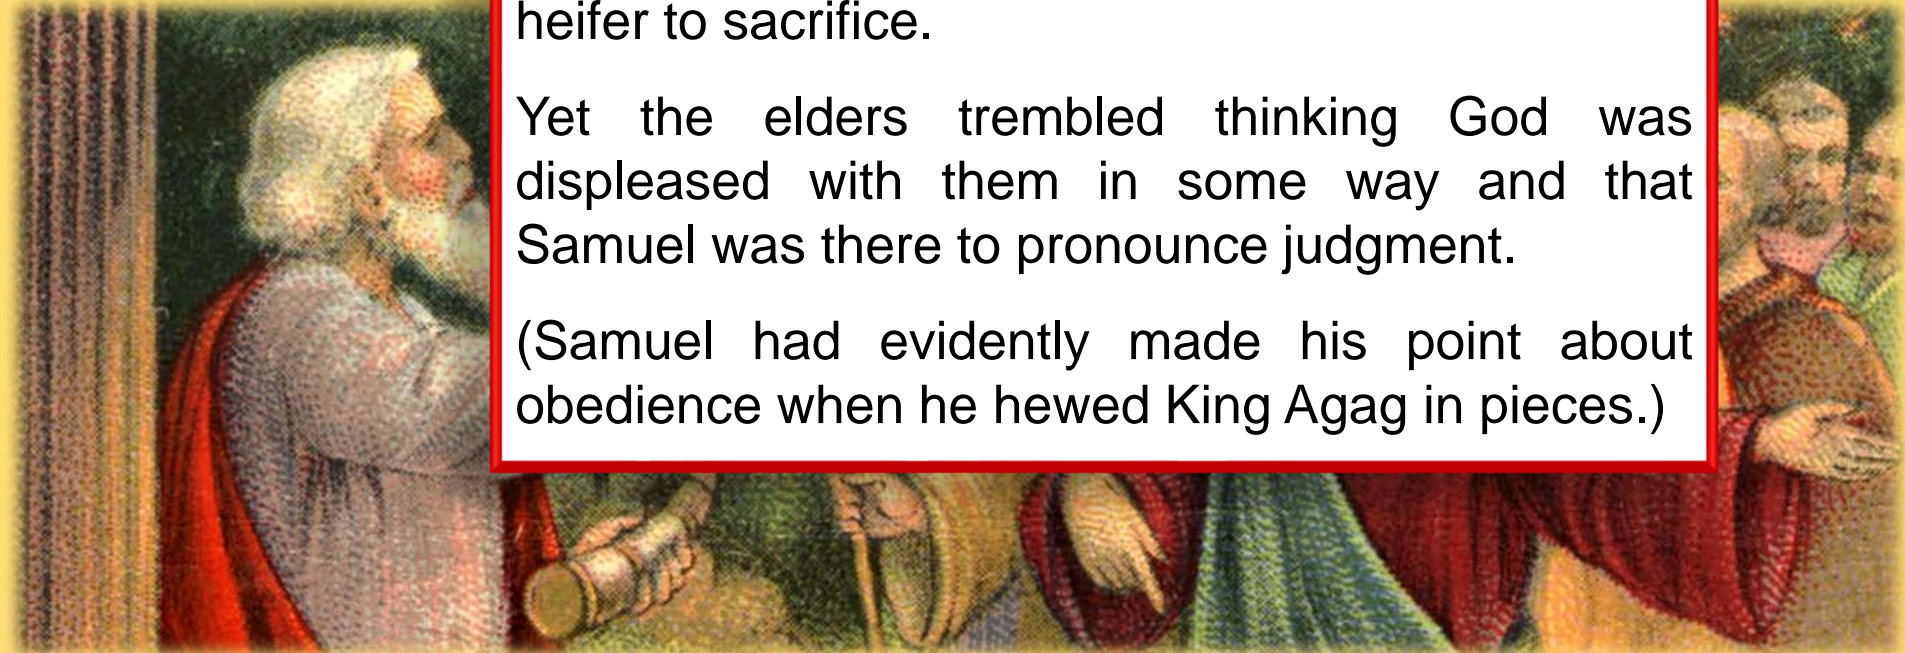 heifer to sacrifice.
Yet the elders trembled thinking God was
displeased with them in some way and that
Samuel was there to pronounce judgment.
(Samuel had evidently made his point about
obedience when he hewed King Agag in pieces.)